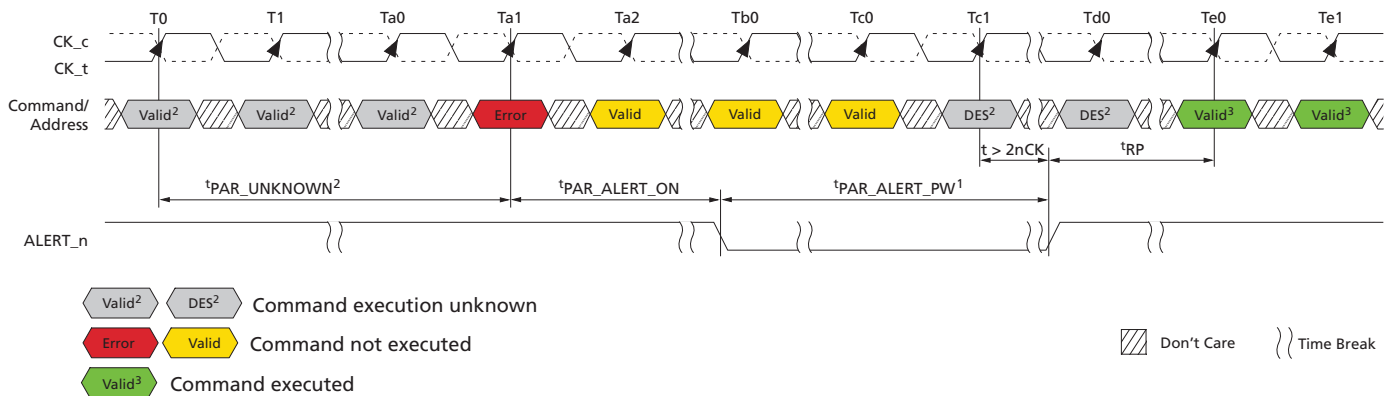 T0 T1 Ta0 Ta1 Ta2 Tb0 Tc0 Tc1 Td0 Te0 Te1
CK_c
CK_t
Command/
Address
Valid² Valid² Valid² Error Valid Valid Valid DES² DES² Valid³ Valid³
t > 2nCK tRP
tPAR_UNKNOWN² tPAR_ALERT_ON tPAR_ALERT_PW¹
ALERT_n
Valid² DES² Command execution unknown
Error Valid Command not executed
Don't Care Time Break
Valid³ Command executed